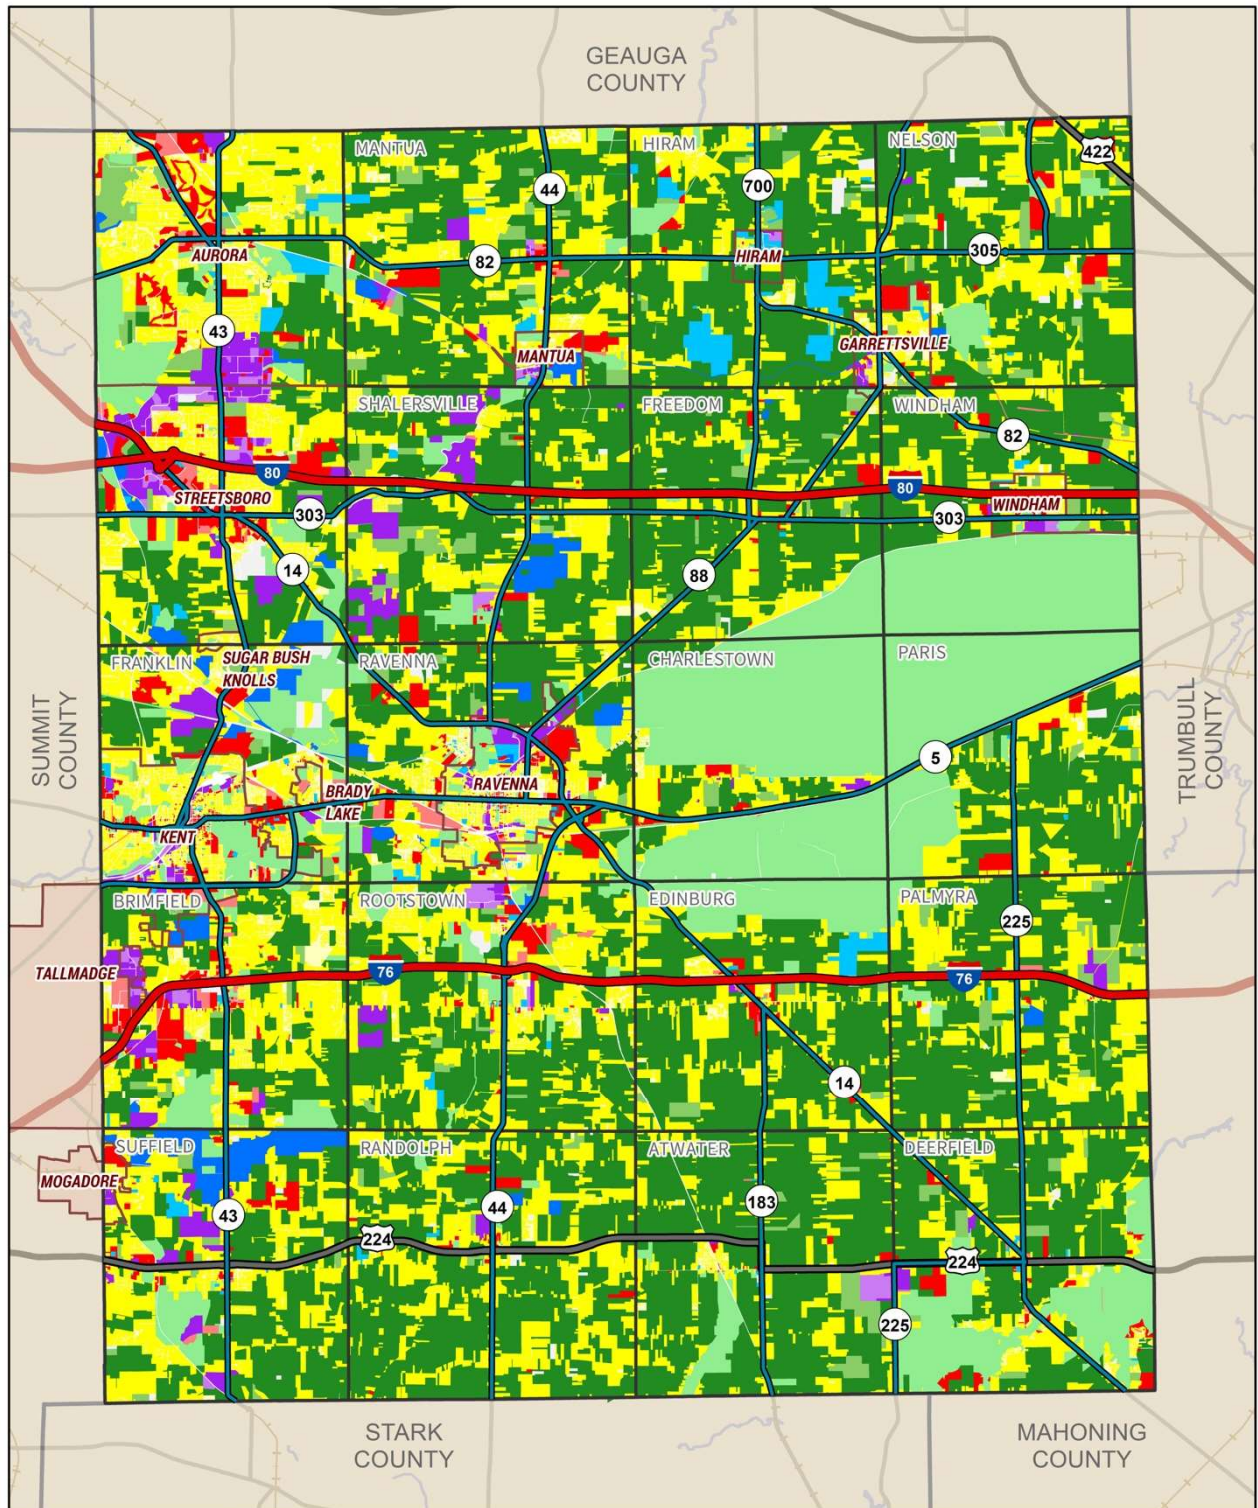 GEAUGA
COUNTY
MANTUA
HIRAM
NELSON
422
44
700
AURORA
82
HIRAM
305
43
MANTUA
GARRETTSVILLE
SHALERSVILLE
FREEDOM
WINDHAM
82
80
80
STREETSBORO
WINDHAM
303
303
14
88
FRANKLIN
SUGAR BUSH
KNOLLS
RAVENNA
CHARLESTOWN
PARIS
SUMMIT
COUNTY
TRUMBULL
COUNTY
5
BRADY
LAKE
RAVENNA
KENT
BRIMFIELD
ROOTSTOWN
EDINBURG
PALMYRA
225
TALLMADGE
76
76
14
SUFFIELD
RANDOLPH
ATWATER
DEERFIELD
MOGADORE
43
44
183
224
224
225
STARK
COUNTY
MAHONING
COUNTY